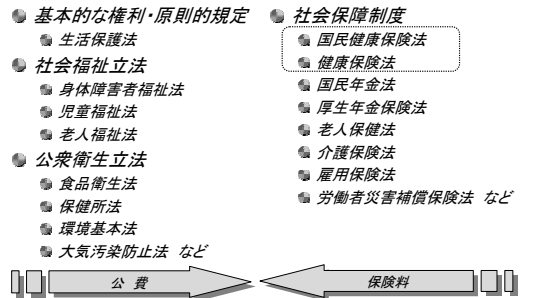 基本的な権利・原則的規定
生活保護法
社会福祉立法
身体障害者福祉法
児童福祉法
老人福祉法
公衆衛生立法
食品衛生法
保健所法
環境基本法
大気汚染防止法 など
公 費
社会保障制度
国民健康保険法
健康保険法
国民年金法
厚生年金保険法
老人保健法
介護保険法
雇用保険法
労働者災害補償保険法 など
保険料